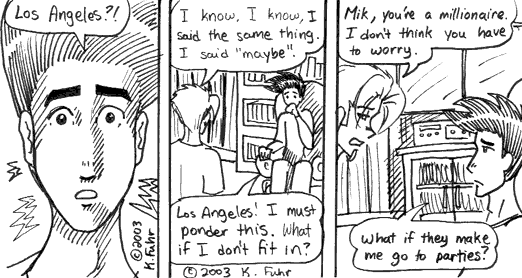 Los Angeles?!
©2003
K. Fuhr
I know, I know, I
said the same thing.
I said "maybe".
Los Angeles! I must
ponder this. What
if I don't fit in?
© 2003 K. Fuhr
Mik, you're a millionaire.
I don't think you have
to worry.
What if they make
me go to parties?